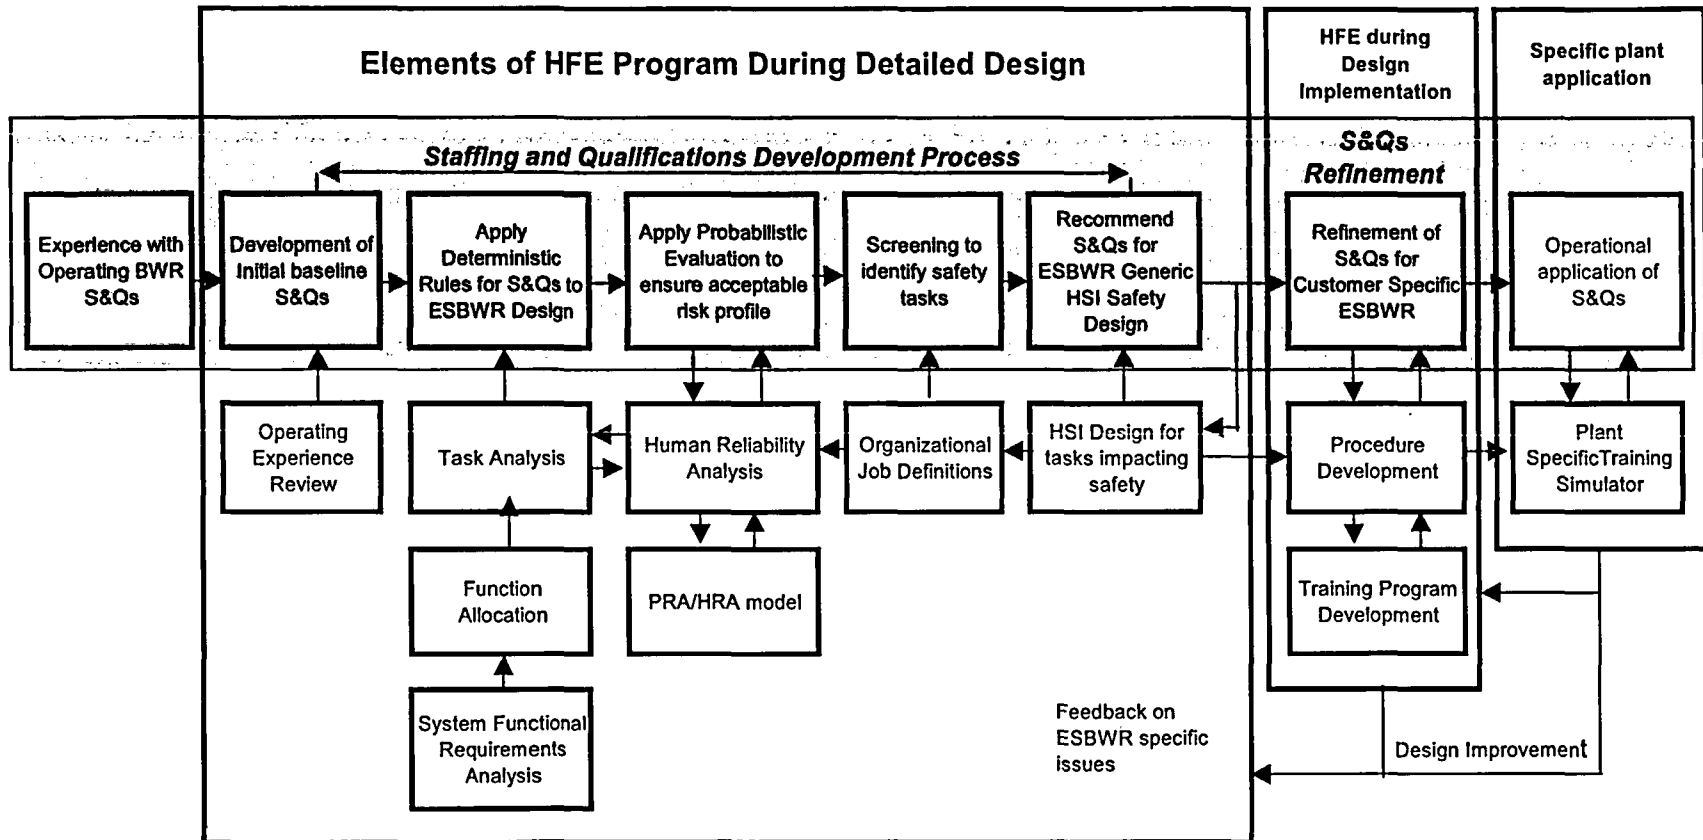 Elements of HFE Program During Detailed Design
HFE during
Design
Implementation
Specific plant
application
Staffing and Qualifications Development Process
S&Qs
Refinement
Experience with
Operating BWR
S&Qs
Development of
Initial baseline
S&Qs
Apply
Deterministic
Rules for S&Qs to
ESBWR Design
Apply Probabilistic
Evaluation to
ensure acceptable
risk profile
Screening to
identify safety
tasks
Recommend
S&Qs for
ESBWR Generic
HSI Safety
Design
Refinement of
S&Qs for
Customer Specific
ESBWR
Operational
application of
S&Qs
Operating
Experience
Review
Task Analysis
Human Reliability
Analysis
Organizational
Job Definitions
HSI Design for
tasks impacting
safety
Procedure
Development
Plant
SpecificTraining
Simulator
Function
Allocation
PRA/HRA model
Training Program
Development
System Functional
Requirements
Analysis
Feedback on
ESBWR specific
issues
Design Improvement